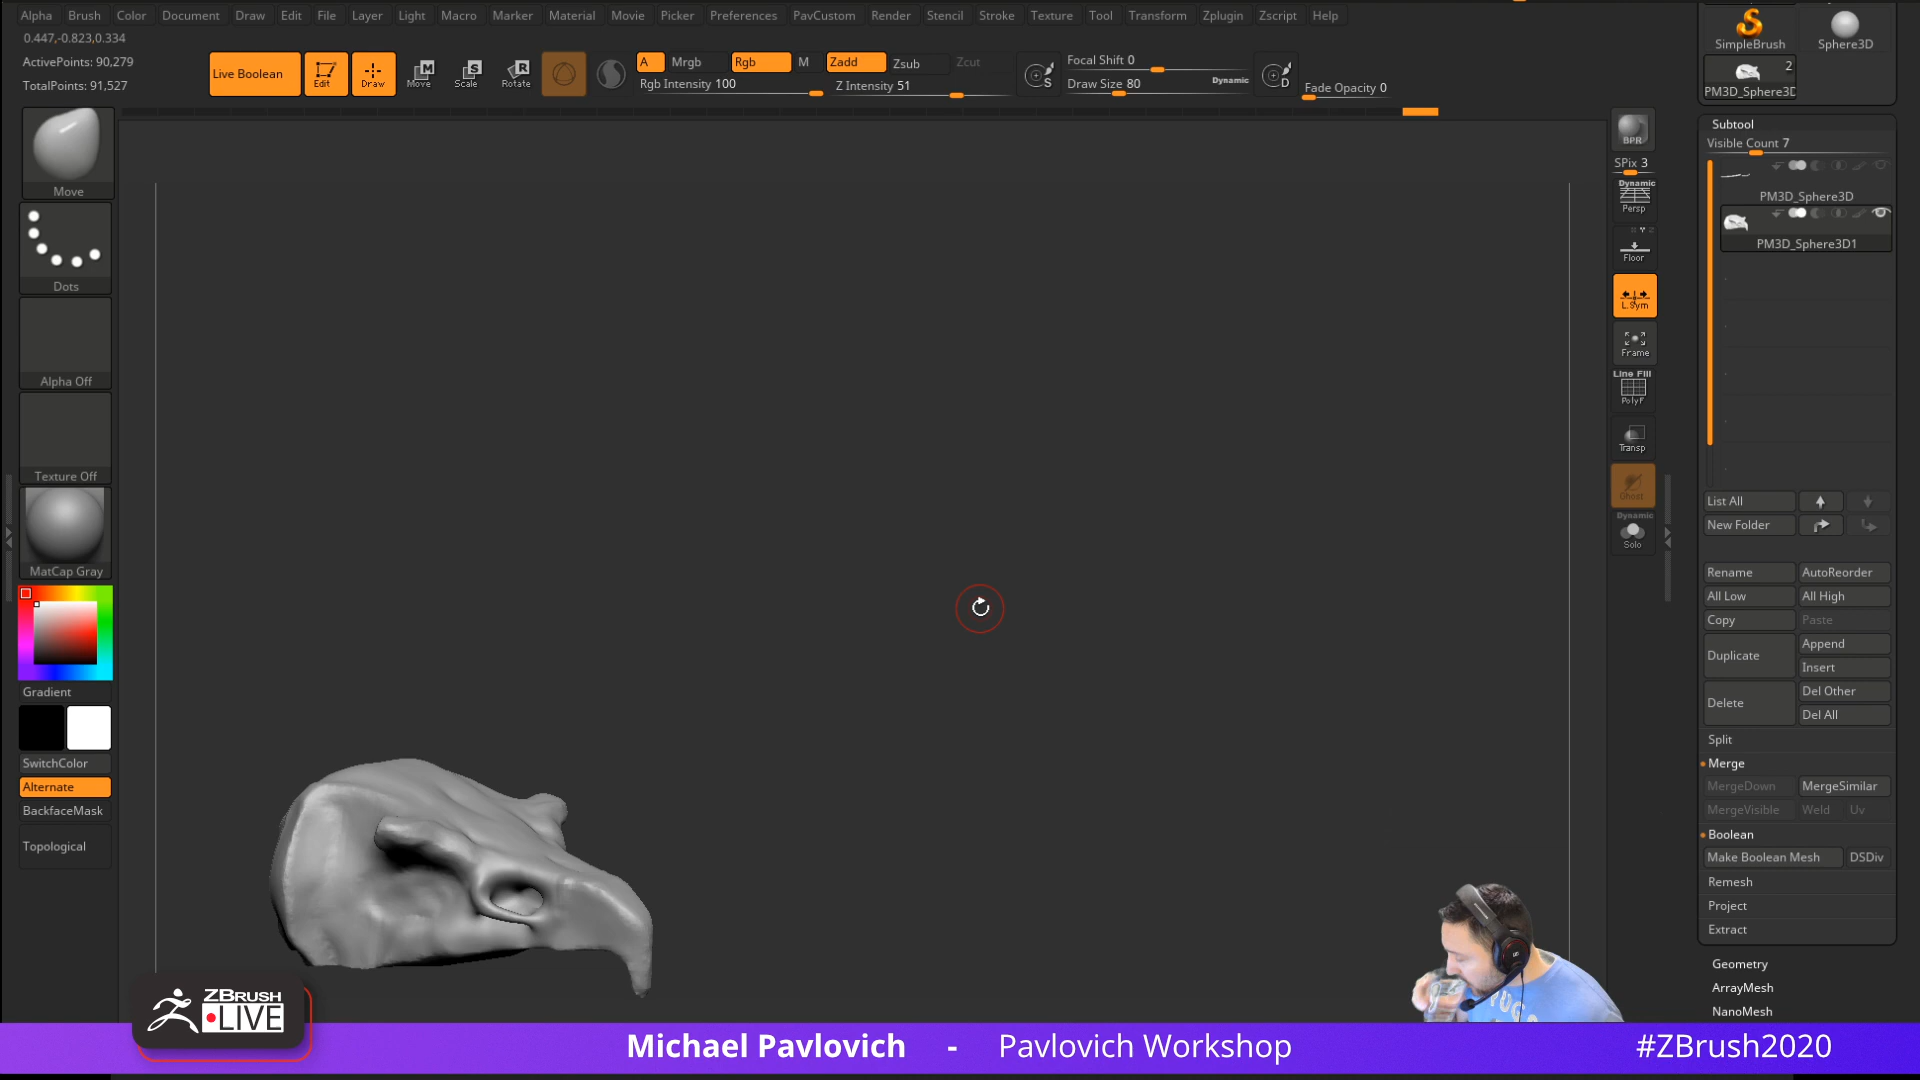 Alpha Brush Color Document Draw Edit File Layer Light Macro Marker Material Movie Picker Preferences PavCustom Render Stencil Stroke Texture Tool Transform Zplugin Zscript Help
0.447,-0.823,0.334
ActivePoints: 90,279
TotalPoints: 91,527
Live Boolean
Edit
Draw
Move
Scale
Rotate
A Mrgb Rgb M Zadd Zsub Zcut
Rgb Intensity 100
Z Intensity 51
Focal Shift 0
Draw Size 80
Dynamic
Fade Opacity 0
Move
Dots
Alpha Off
Texture Off
MatCap Gray
Gradient
SwitchColor
Alternate
BackfaceMask
Topological
BPR
SPix 3
Dynamic
Persp
Floor
L.Sym
Frame
Line Fill
PolyF
Transp
Ghost
Dynamic
Solo
SimpleBrush
Sphere3D
2
PM3D_Sphere3D
Subtool
Visible Count 7
PM3D_Sphere3D
PM3D_Sphere3D1
List All
New Folder
Rename AutoReorder
All Low All High
Copy Paste
Duplicate Append
Insert
Delete Del Other
Del All
Split
Merge
MergeDown MergeSimilar
MergeVisible Weld Uv
Boolean
Make Boolean Mesh DSDiv
Remesh
Project
Extract
Geometry
ArrayMesh
NanoMesh
ZBRUSH
LIVE
Michael Pavlovich - Pavlovich Workshop #ZBrush2020